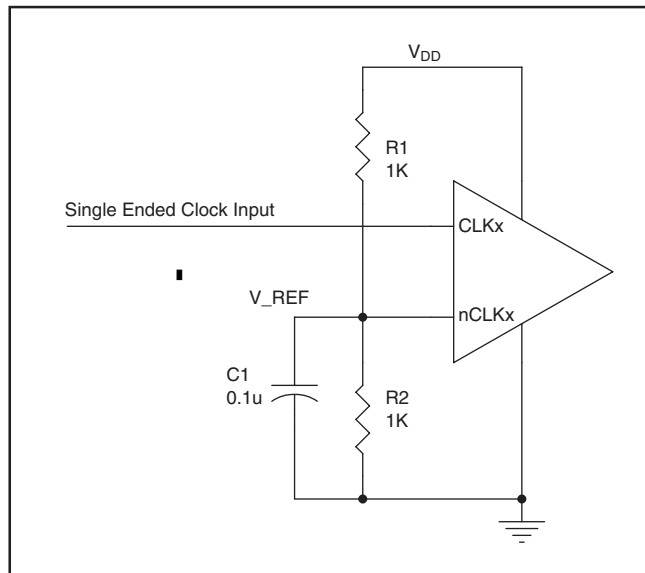 V_DD
R1
1K
Single Ended Clock Input
CLKx
V_REF
nCLKx
C1
0.1u
R2
1K